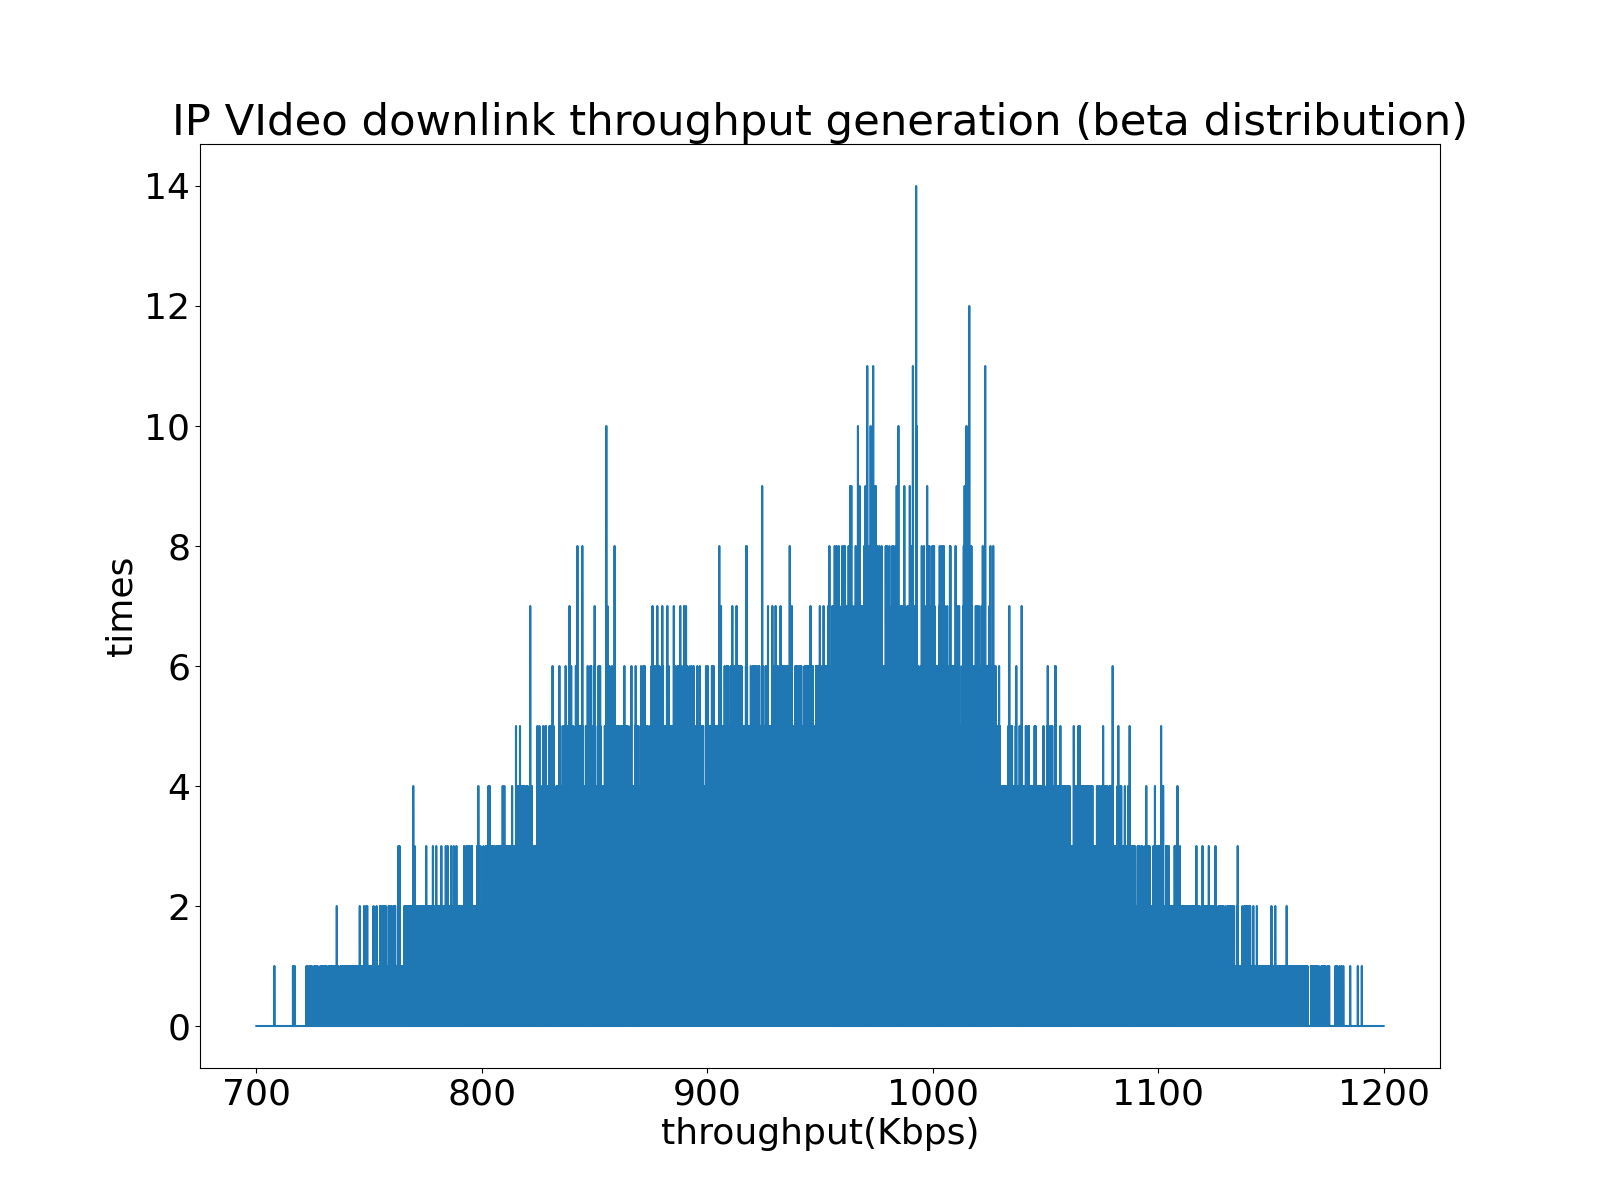 IP VIdeo downlink throughput generation (beta distribution)
14
12
10
8
6
4
2
0
times
700 800 900 1000 1100 1200
throughput(Kbps)